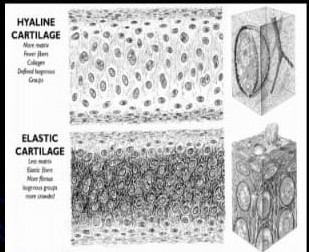 HYALINE
CARTILAGE
More matrix
Fewer fibers
Collagen
Defined Isogenous
Groups
ELASTIC
CARTILAGE
Less matrix
Elastic fibers
More fibrous
Isogenous groups
more crowded